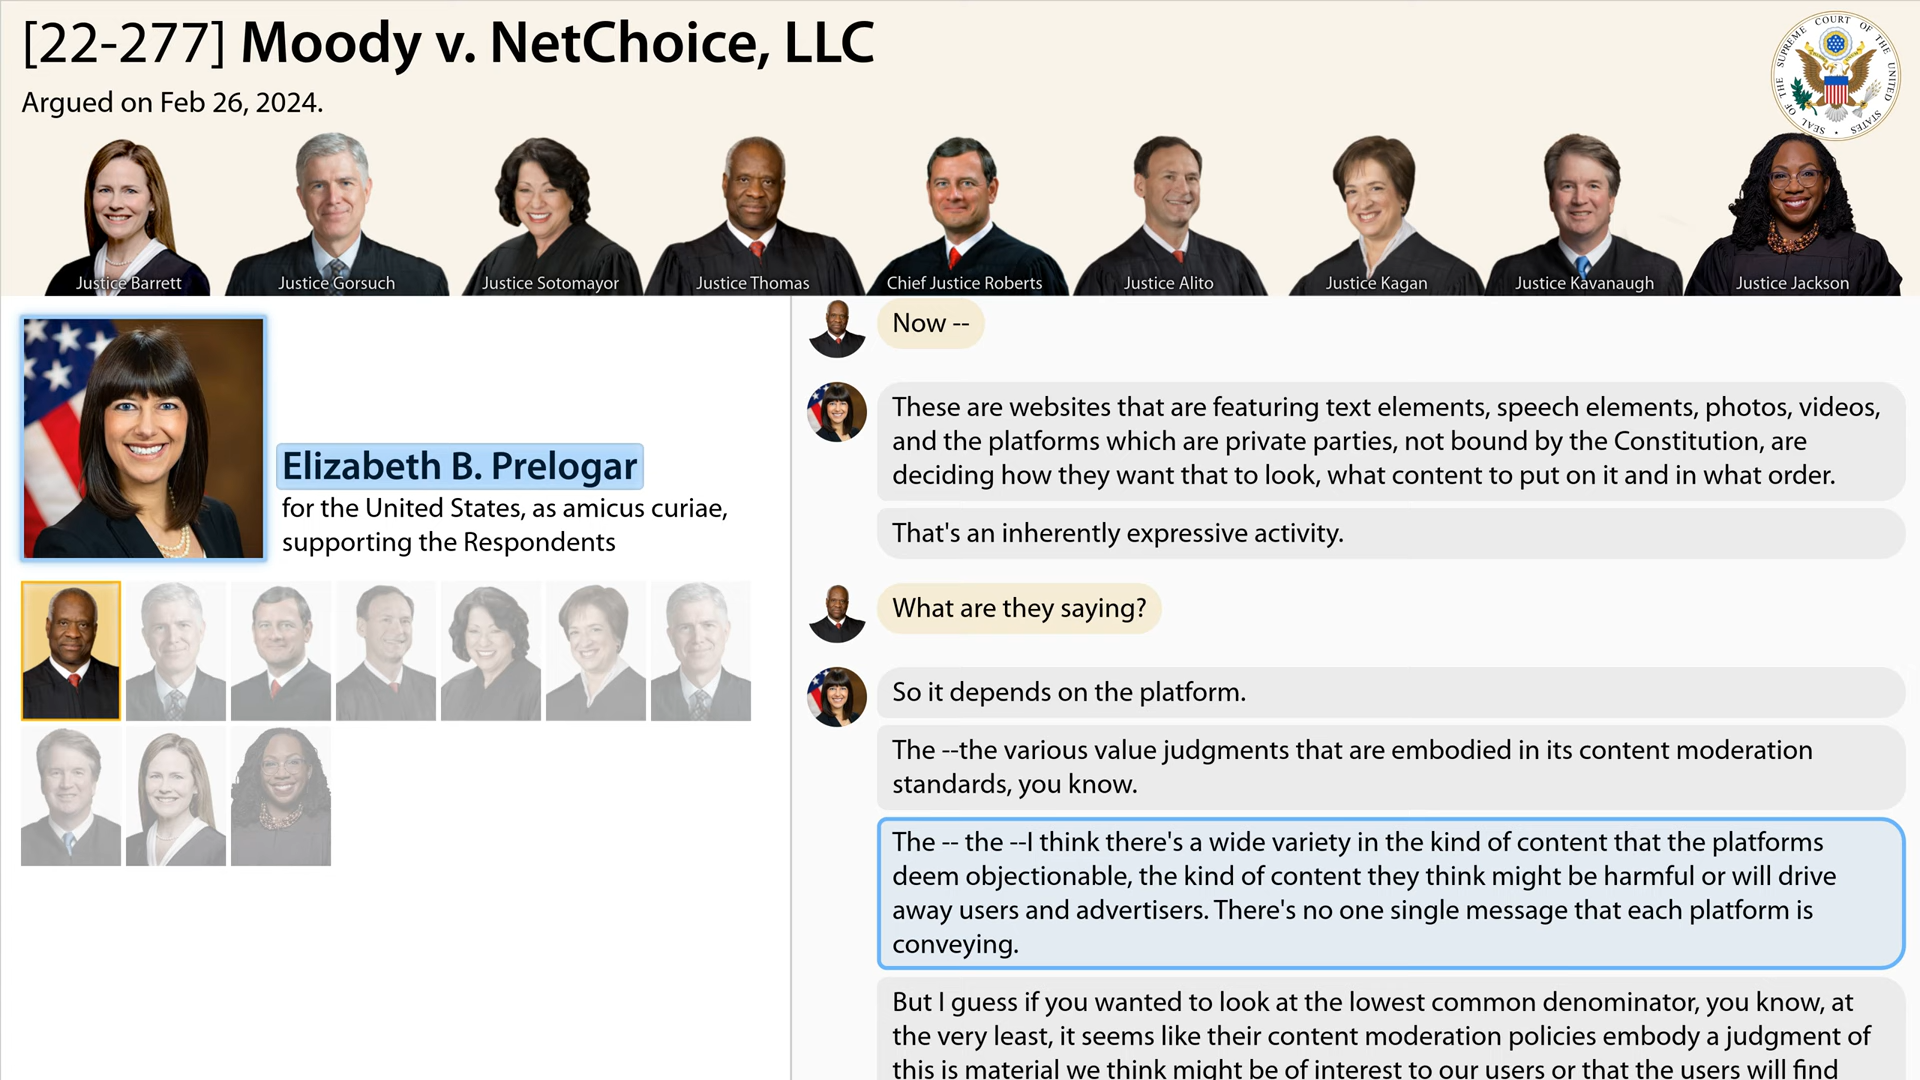 [22-277] Moody v. NetChoice, LLC
Argued on Feb 26, 2024.
SEAL OF THE SUPREME COURT OF THE UNITED STATES
Justice Barrett
Justice Gorsuch
Justice Sotomayor
Justice Thomas
Chief Justice Roberts
Justice Alito
Justice Kagan
Justice Kavanaugh
Justice Jackson
Elizabeth B. Prelogar
for the United States, as amicus curiae,
supporting the Respondents
Now --
These are websites that are featuring text elements, speech elements, photos, videos,
and the platforms which are private parties, not bound by the Constitution, are
deciding how they want that to look, what content to put on it and in what order.
That's an inherently expressive activity.
What are they saying?
So it depends on the platform.
The --the various value judgments that are embodied in its content moderation
standards, you know.
The -- the --I think there's a wide variety in the kind of content that the platforms
deem objectionable, the kind of content they think might be harmful or will drive
away users and advertisers. There's no one single message that each platform is
conveying.
But I guess if you wanted to look at the lowest common denominator, you know, at
the very least, it seems like their content moderation policies embody a judgment of
this is material we think might be of interest to our users or that the users will find